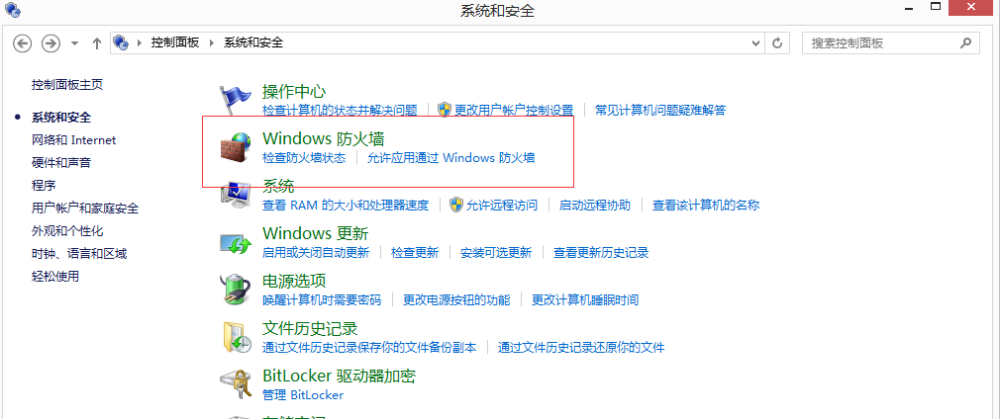 系统和安全
控制面板 系统和安全
搜索控制面板
控制面板主页
系统和安全
网络和 Internet
硬件和声音
程序
用户帐户和家庭安全
外观和个性化
时钟、语言和区域
轻松使用
操作中心
检查计算机的状态并解决问题 更改用户帐户控制设置 常见计算机问题疑难解答
Windows 防火墙
检查防火墙状态 允许应用通过 Windows 防火墙
系统
查看 RAM 的大小和处理器速度 允许远程访问 启动远程协助 查看该计算机的名称
Windows 更新
启用或关闭自动更新 检查更新 安装可选更新 查看更新历史记录
电源选项
唤醒计算机时需要密码 更改电源按钮的功能 更改计算机睡眠时间
文件历史记录
通过文件历史记录保存你的文件备份副本 通过文件历史记录还原你的文件
BitLocker 驱动器加密
管理 BitLocker